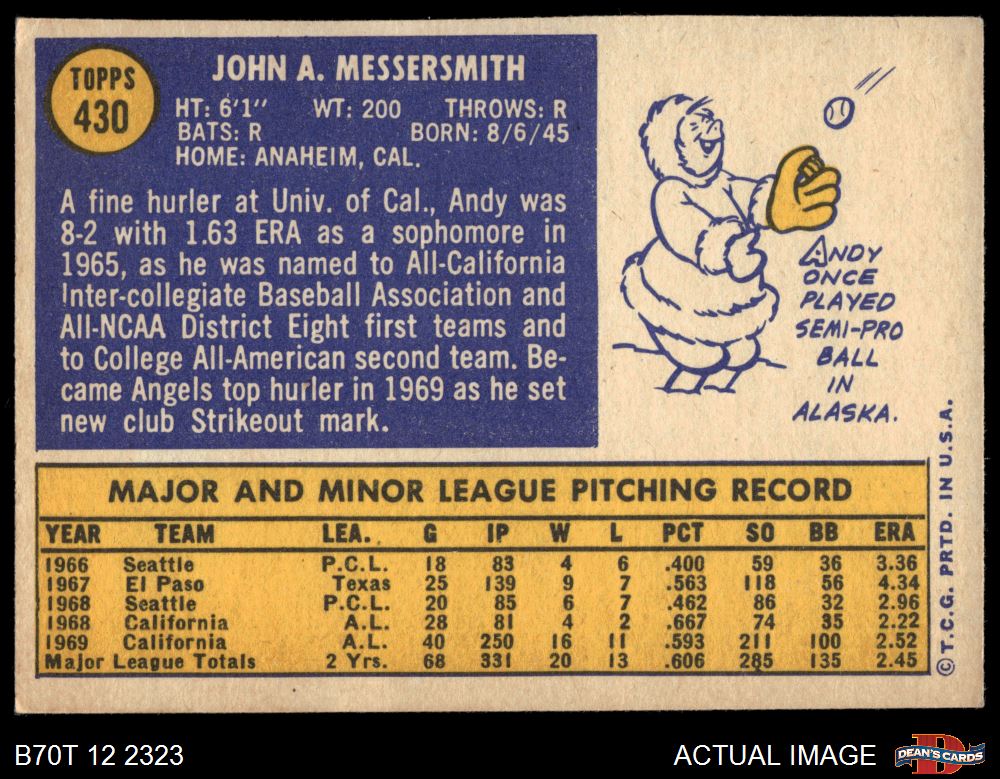 TOPPS
430
JOHN A. MESSERSMITH
HT: 6'1" WT: 200 THROWS: R
BATS: R BORN: 8/6/45
HOME: ANAHEIM, CAL.
A fine hurler at Univ. of Cal., Andy was
8-2 with 1.63 ERA as a sophomore in
1965, as he was named to All-California
Inter-collegiate Baseball Association and
All-NCAA District Eight first teams and
to College All-American second team. Be-
came Angels top hurler in 1969 as he set
new club Strikeout mark.
ANDY
ONCE
PLAYED
SEMI-PRO
BALL
IN
ALASKA.
MAJOR AND MINOR LEAGUE PITCHING RECORD
YEAR TEAM LEA. G IP W L PCT SO BB ERA
1966 Seattle P.C.L. 18 83 4 6 .400 59 36 3.36
1967 El Paso Texas 25 139 9 7 .563 118 56 4.34
1968 Seattle P.C.L. 20 85 6 7 .462 86 32 2.96
1968 California A.L. 28 81 4 2 .667 74 35 2.22
1969 California A.L. 40 250 16 11 .593 211 100 2.52
Major League Totals 2 Yrs. 68 331 20 13 .606 285 135 2.45
© T.C.G. PRTD. IN U.S.A.
B70T 12 2323
ACTUAL IMAGE
DEAN'S CARDS